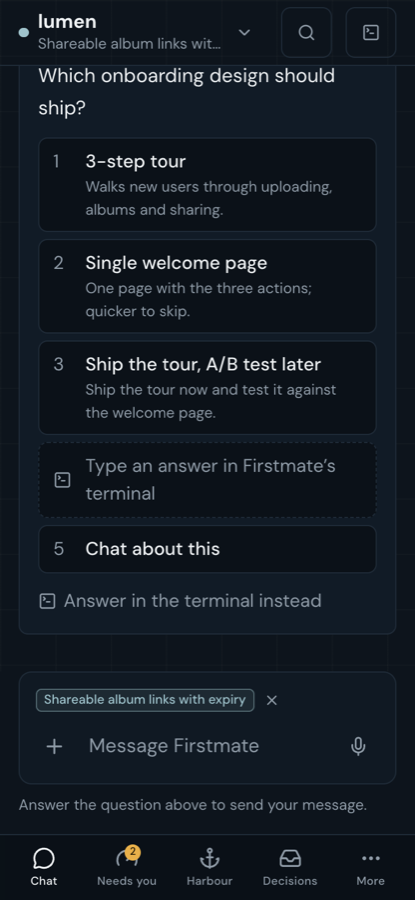 lumen
Shareable album links wit...
Which onboarding design should
ship?
1 3-step tour
Walks new users through uploading,
albums and sharing.
2 Single welcome page
One page with the three actions;
quicker to skip.
3 Ship the tour, A/B test later
Ship the tour now and test it against
the welcome page.
Type an answer in Firstmate’s
terminal
5 Chat about this
Answer in the terminal instead
Shareable album links with expiry
Message Firstmate
Answer the question above to send your message.
2
Chat Needs you Harbour Decisions More